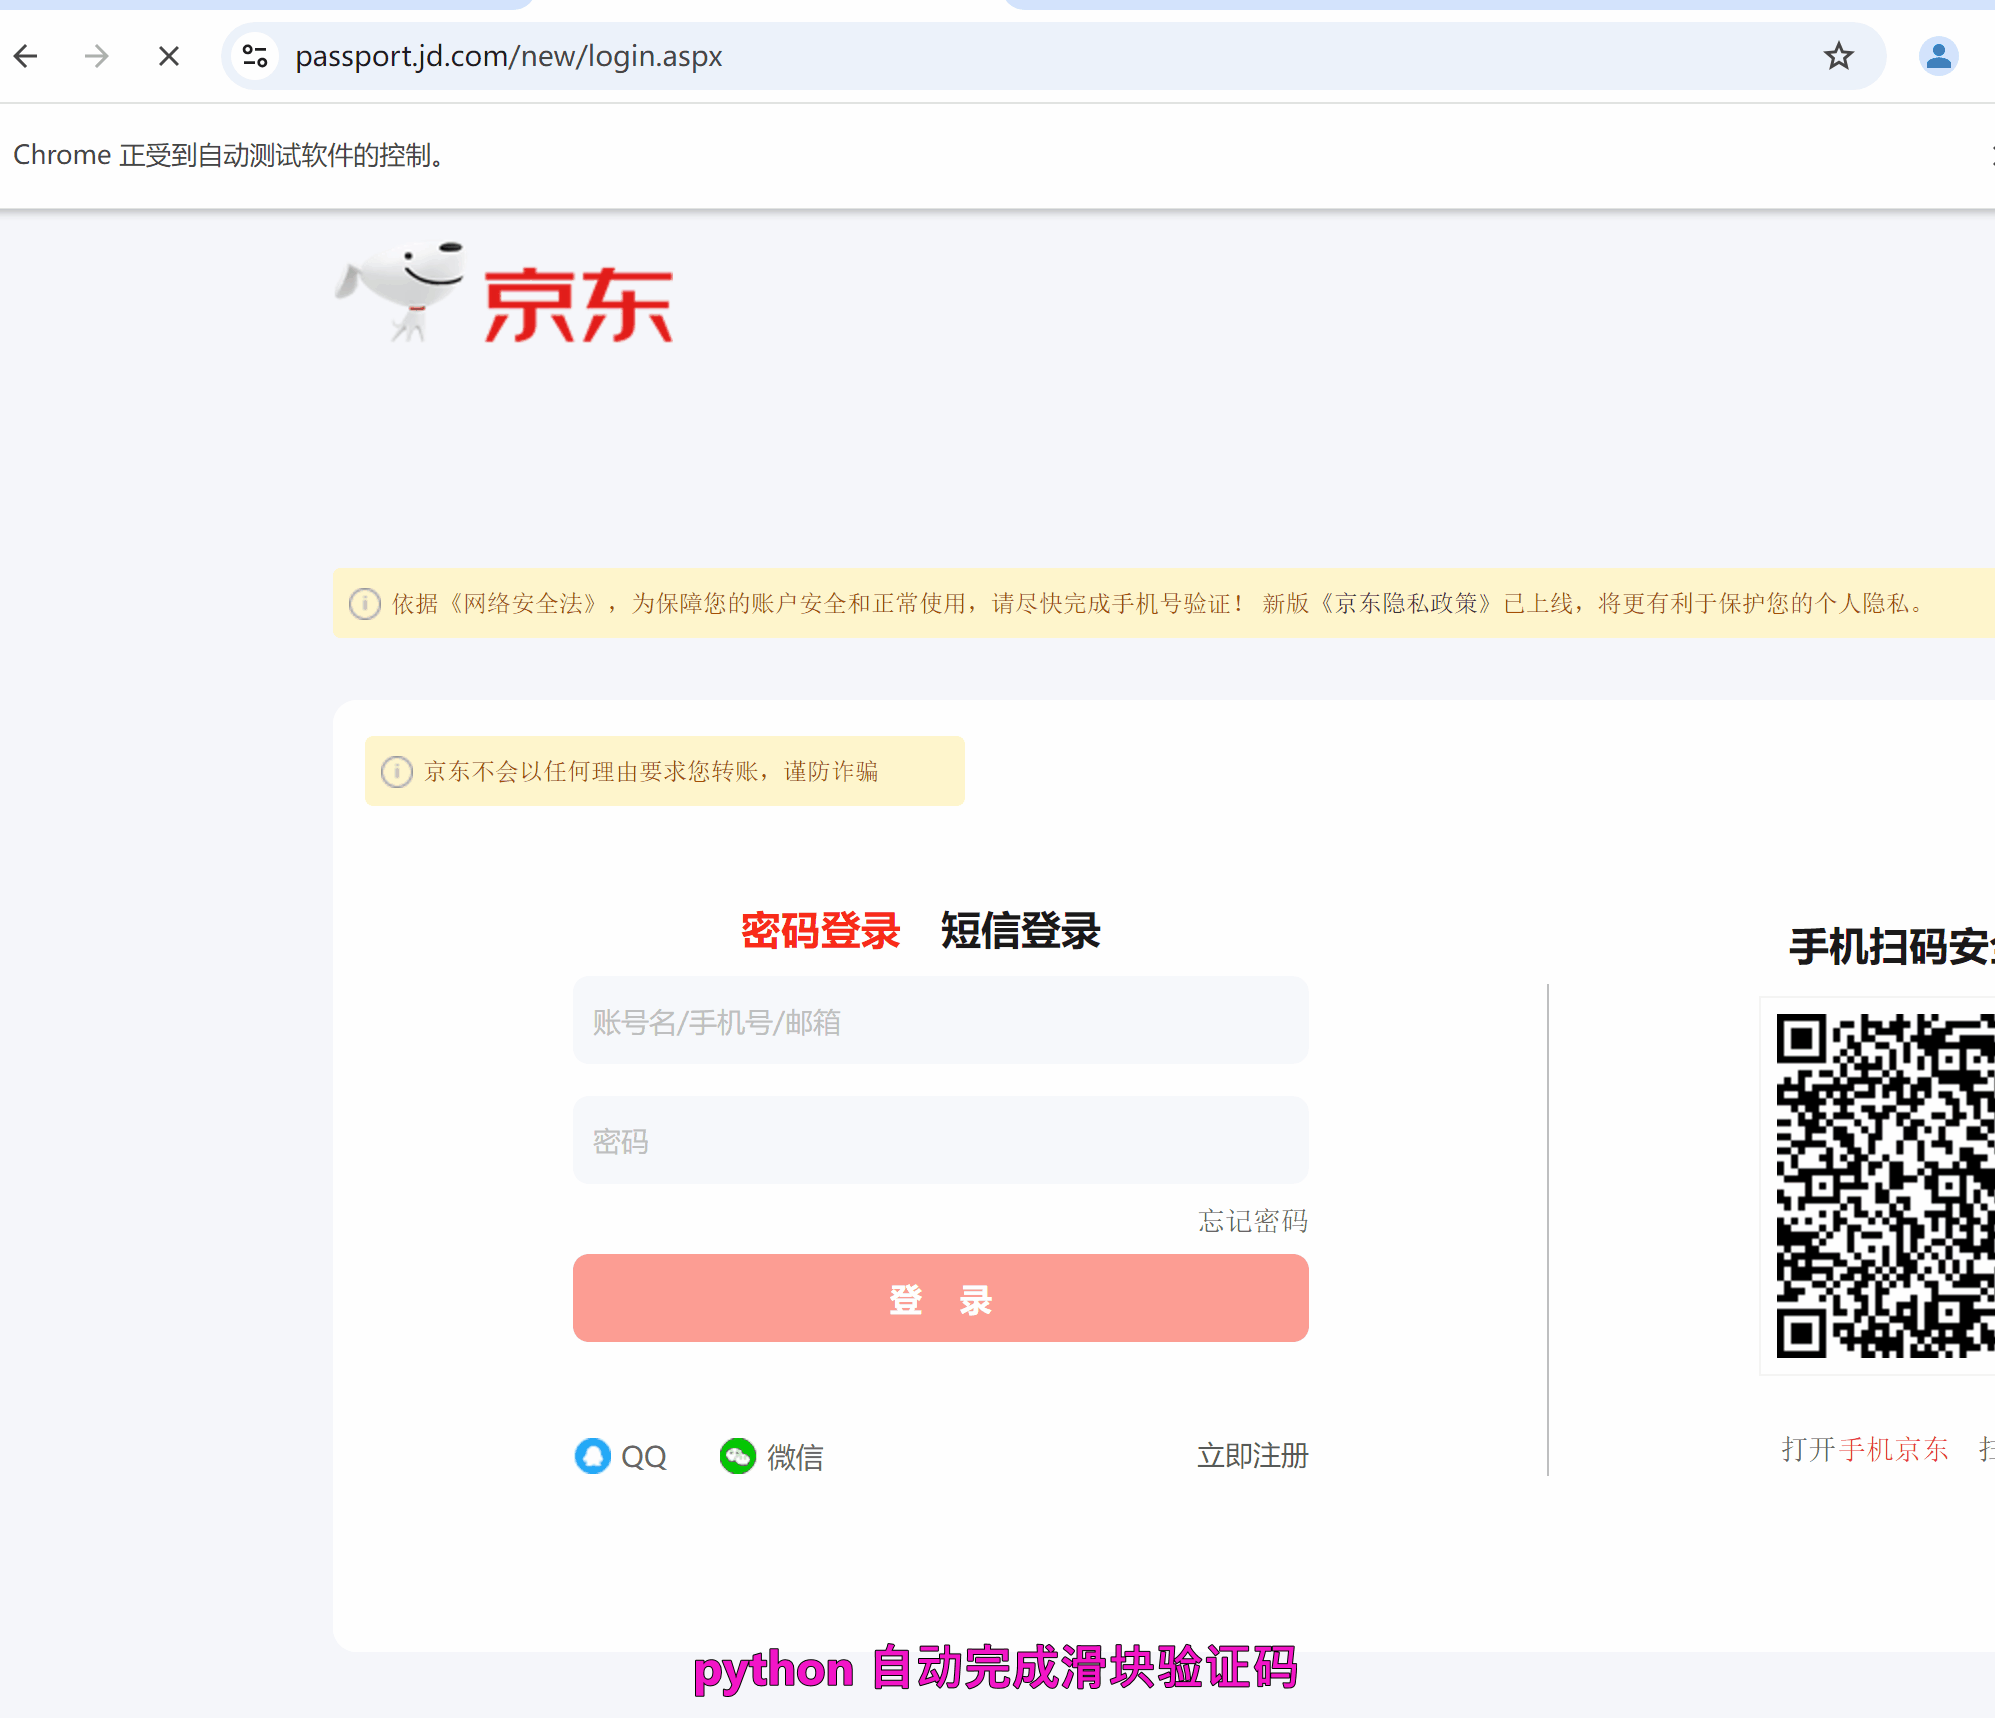 passport.jd.com/new/login.aspx
Chrome 正受到自动测试软件的控制。
京东
依据《网络安全法》，为保障您的账户安全和正常使用，请尽快完成手机号验证！ 新版《京东隐私政策》已上线，将更有利于保护您的个人隐私。
京东不会以任何理由要求您转账，谨防诈骗
密码登录 短信登录
手机扫码安
账号名/手机号/邮箱
密码
忘记密码
登 录
QQ 微信 立即注册
打开手机京东
python 自动完成滑块验证码